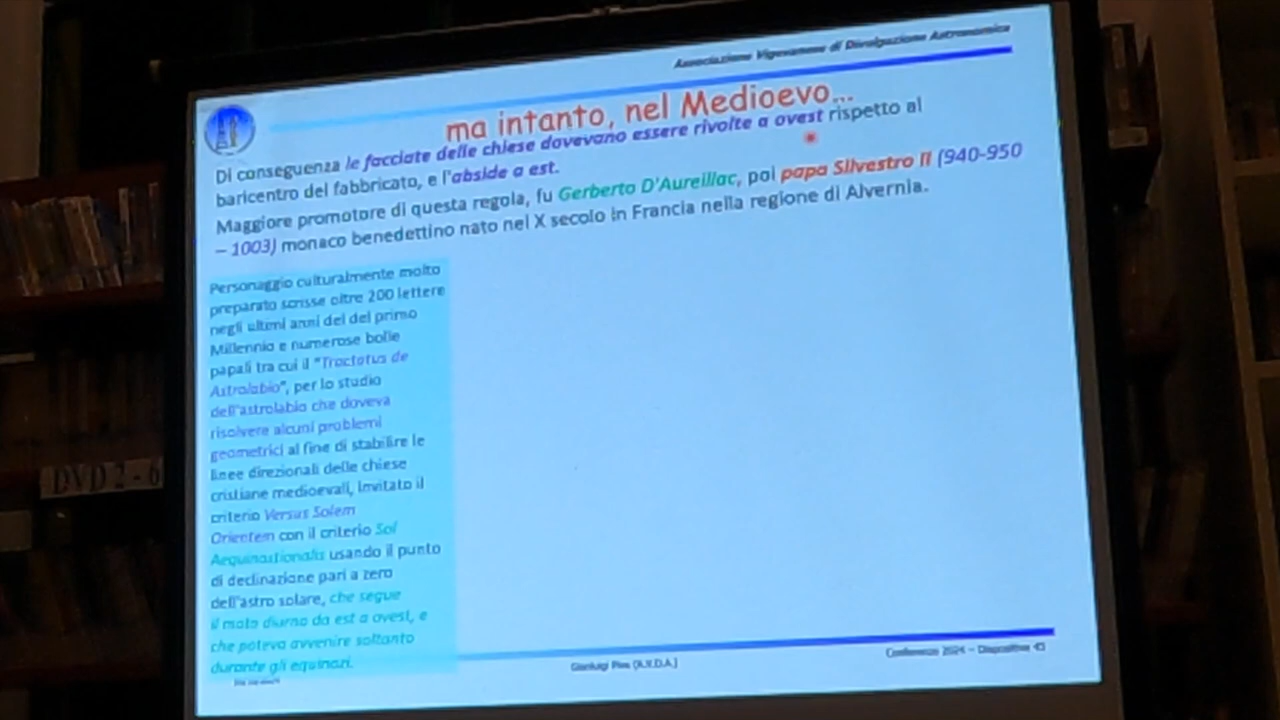 Associazione Vigevanese di Divulgazione Astronomica
ma intanto, nel Medioevo...
Di conseguenza le facciate delle chiese dovevano essere rivolte a ovest rispetto al
baricentro del fabbricato, e l'abside a est.
Maggiore promotore di questa regola, fu Gerberto D'Aureillac, poi papa Silvestro II (940-950
– 1003) monaco benedettino nato nel X secolo in Francia nella regione di Alvernia.
Personaggio culturalmente molto
preparato scrisse oltre 200 lettere
negli ultimi anni del del primo
Millennio e numerose bolle
papali tra cui il "Tractatus de
Astrolabio", per lo studio
dell'astrolabio che doveva
risolvere alcuni problemi
geometrici al fine di stabilire le
linee direzionali delle chiese
cristiane medioevali, invitato il
criterio Versus Solem
Orientem con il criterio Sol
Aequinoctionalis usando il punto
di declinazione pari a zero
dell'astro solare, che segue
il moto diurno da est a ovest, e
che poteva avvenire soltanto
durante gli equinozi.
Gianluigi (A.V.D.A.)
Conferenze 2024 – Diapositiva
DVD 2 - 6